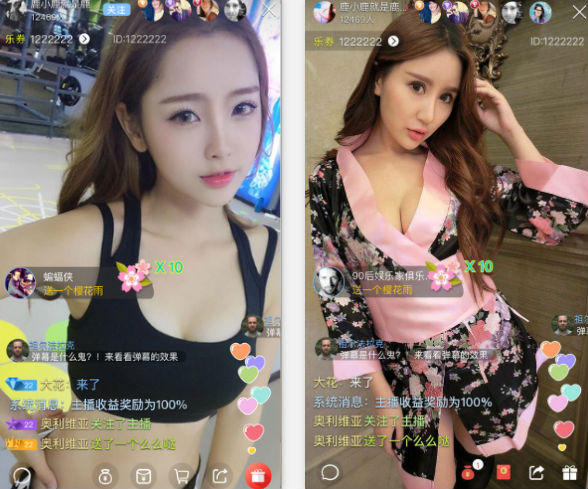 鹿小鹿就是鹿
关注
12469人
乐券 1222222
ID:1222222
蝙蝠侠
送一个樱花雨
X 10
祖尔法拉克
弹幕是什么鬼？！来看看弹幕的效果
22 大花：来了
系统消息：主播收益奖励为100%
22 奥利维亚关注了主播
22 奥利维亚送了一个么么哒
鹿小鹿就是鹿...
12469人
乐券 1222222
ID:1222222
90后娱乐家俱乐...
送一个樱花雨
X 10
弹幕是什么鬼？！来看看弹幕的效果
大花：来了
系统消息：主播收益奖励为100%
奥利维亚关注了主播
奥利维亚送了一个么么哒
1